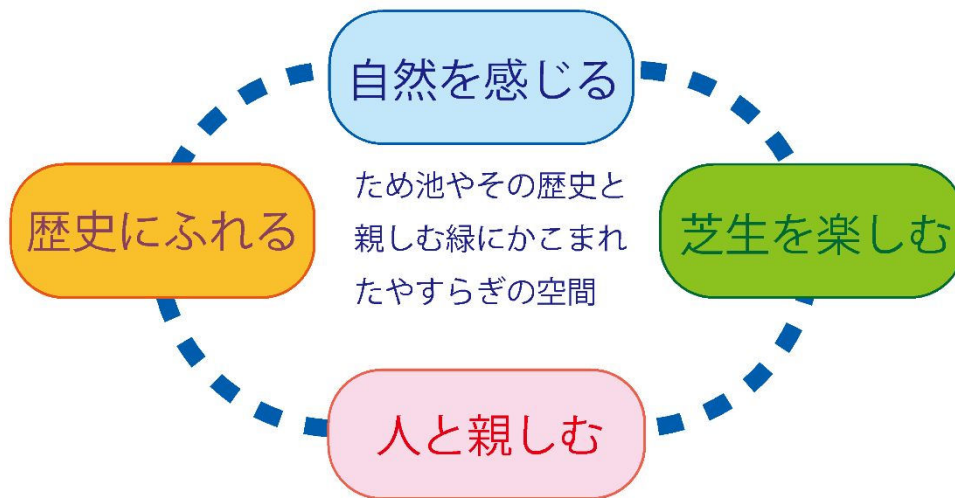 自然を感じる
歴史にふれる
ため池やその歴史と
親しむ緑にかこまれ
たやすらぎの空間
芝生を楽しむ
人と親しむ